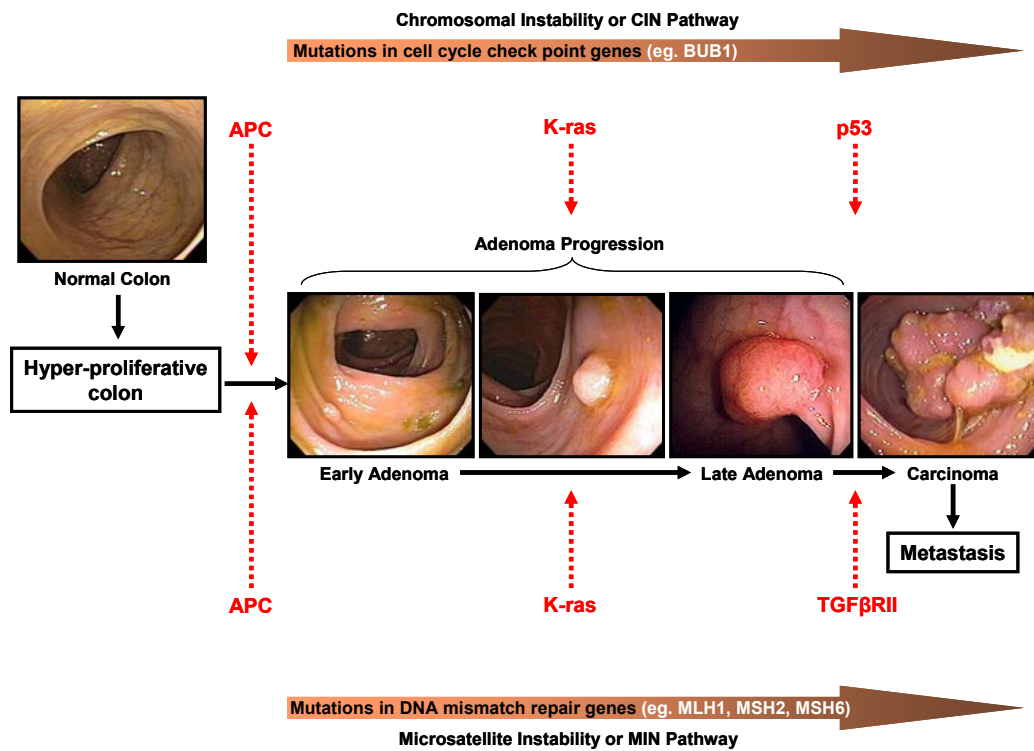 Chromosomal Instability or CIN Pathway
Mutations in cell cycle check point genes (eg. BUB1)
APC
K-ras
p53
Adenoma Progression
Normal Colon
Hyper-proliferative
colon
Early Adenoma
Late Adenoma
Carcinoma
Metastasis
APC
K-ras
TGFβRII
Mutations in DNA mismatch repair genes (eg. MLH1, MSH2, MSH6)
Microsatellite Instability or MIN Pathway